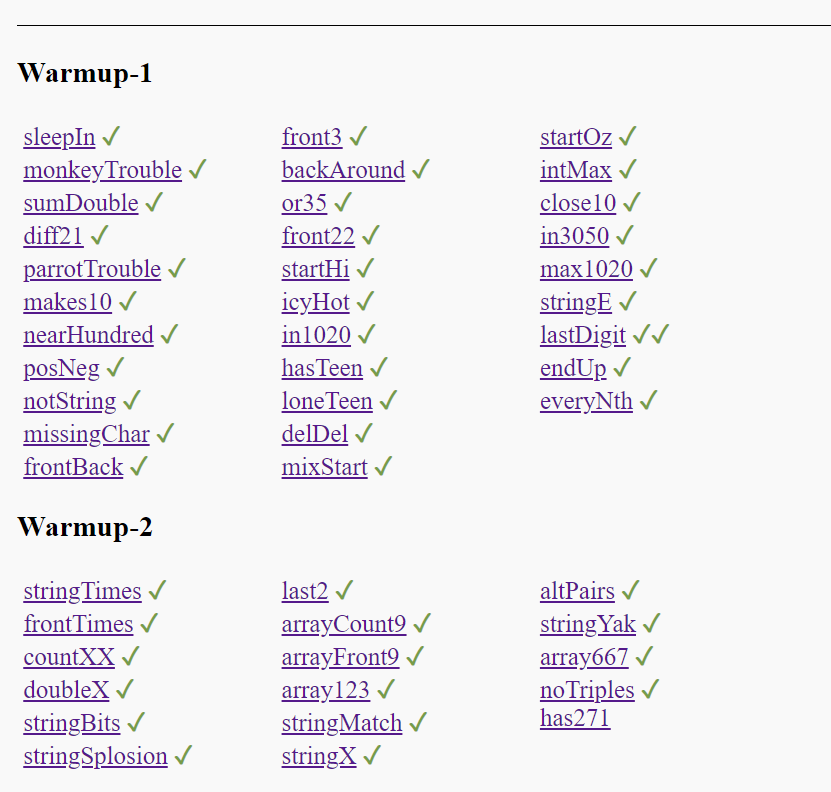 Warmup-1
sleepIn ✓ front3 ✓ startOz ✓
monkeyTrouble ✓ backAround ✓ intMax ✓
sumDouble ✓ or35 ✓ close10 ✓
diff21 ✓ front22 ✓ in3050 ✓
parrotTrouble ✓ startHi ✓ max1020 ✓
makes10 ✓ icyHot ✓ stringE ✓
nearHundred ✓ in1020 ✓ lastDigit ✓✓
posNeg ✓ hasTeen ✓ endUp ✓
notString ✓ loneTeen ✓ everyNth ✓
missingChar ✓ delDel ✓
frontBack ✓ mixStart ✓
Warmup-2
stringTimes ✓ last2 ✓ altPairs ✓
frontTimes ✓ arrayCount9 ✓ stringYak ✓
countXX ✓ arrayFront9 ✓ array667 ✓
doubleX ✓ array123 ✓ noTriples ✓
stringBits ✓ stringMatch ✓ has271
stringSplosion ✓ stringX ✓